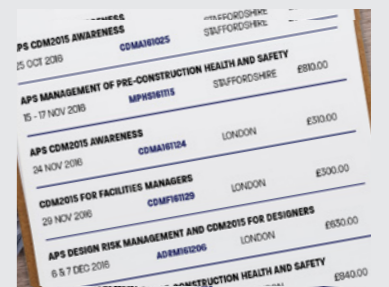 STAFFORDSHIRE
APS CDM2015 AWARENESS
25 OCT 2016 CDMA161025 STAFFORDSHIRE
APS MANAGEMENT OF PRE-CONSTRUCTION HEALTH AND SAFETY
15 - 17 NOV 2016 MPHS161115 STAFFORDSHIRE £810.00
APS CDM2015 AWARENESS
24 NOV 2016 CDMA161124 LONDON £310.00
CDM2015 FOR FACILITIES MANAGERS
29 NOV 2016 CDMF161129 LONDON £300.00
APS DESIGN RISK MANAGEMENT AND CDM2015 FOR DESIGNERS
6 & 7 DEC 2016 ADRM161206 LONDON £630.00
CONSTRUCTION HEALTH AND SAFETY
£840.00